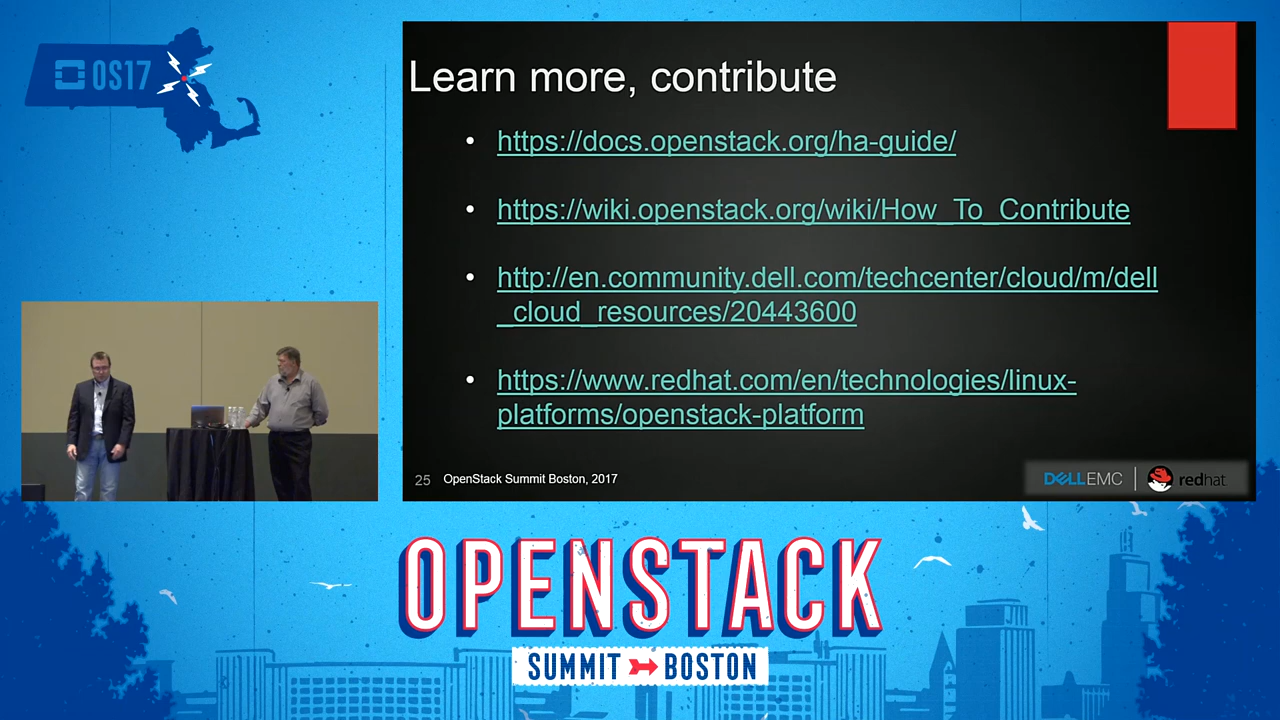 OS17
Learn more, contribute
• https://docs.openstack.org/ha-guide/
• https://wiki.openstack.org/wiki/How_To_Contribute
• http://en.community.dell.com/techcenter/cloud/m/dell
_cloud_resources/20443600
• https://www.redhat.com/en/technologies/linux-
platforms/openstack-platform
25 OpenStack Summit Boston, 2017
DELLEMC | redhat
OPENSTACK
SUMMIT BOSTON